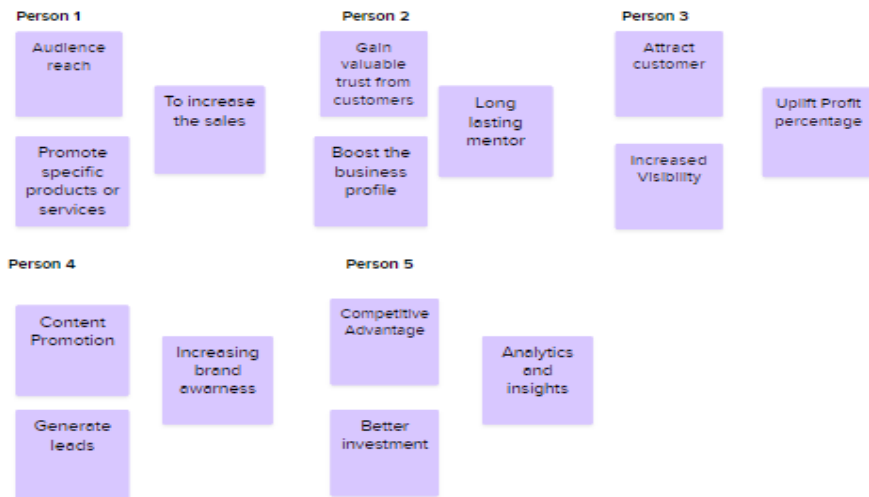 Person 1
Audience
reach
To increase
the sales
Promote
specific
products or
services
Person 2
Gain
valuable
trust from
customers
Long
lasting
mentor
Boost the
business
profile
Person 3
Attract
customer
Uplift Profit
percentage
Increased
Visibility
Person 4
Content
Promotion
Increasing
brand
awarness
Generate
leads
Person 5
Competitive
Advantage
Analytics
and
insights
Better
investment